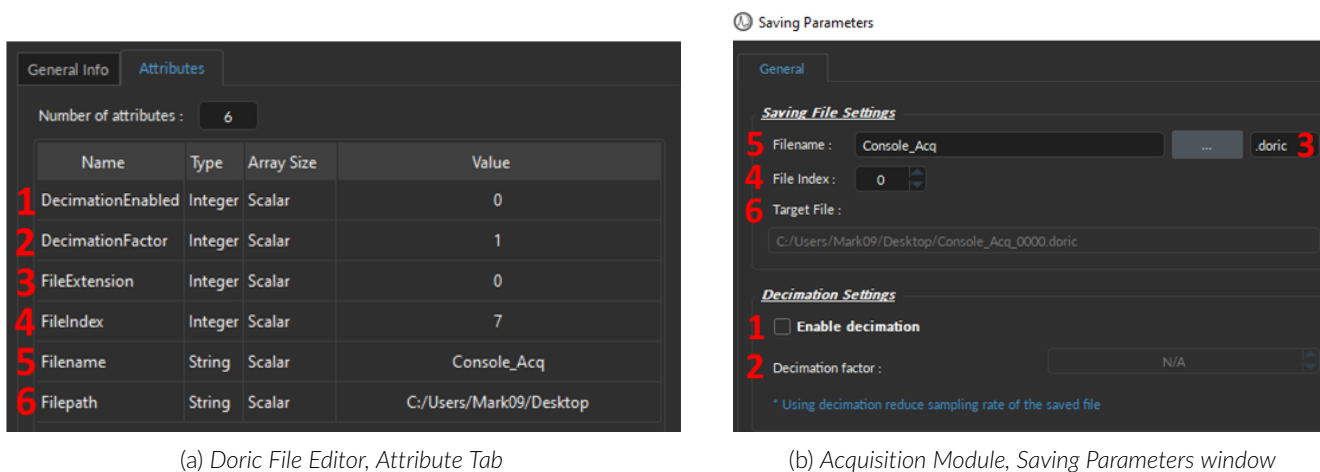 General Info Attributes
Number of attributes : 6
Name Type Array Size Value
1 DecimationEnabled Integer Scalar 0
2 DecimationFactor Integer Scalar 1
3 FileExtension Integer Scalar 0
4 FileIndex Integer Scalar 7
5 Filename String Scalar Console_Acq
6 Filepath String Scalar C:/Users/Mark09/Desktop
(a) Doric File Editor, Attribute Tab
Saving Parameters
General
Saving File Settings
5 Filename : Console_Acq ... .doric 3
4 File Index : 0
6 Target File :
C:/Users/Mark09/Desktop/Console_Acq_0000.doric
Decimation Settings
1 Enable decimation
2 Decimation factor : N/A
* Using decimation reduce sampling rate of the saved file
(b) Acquisition Module, Saving Parameters window